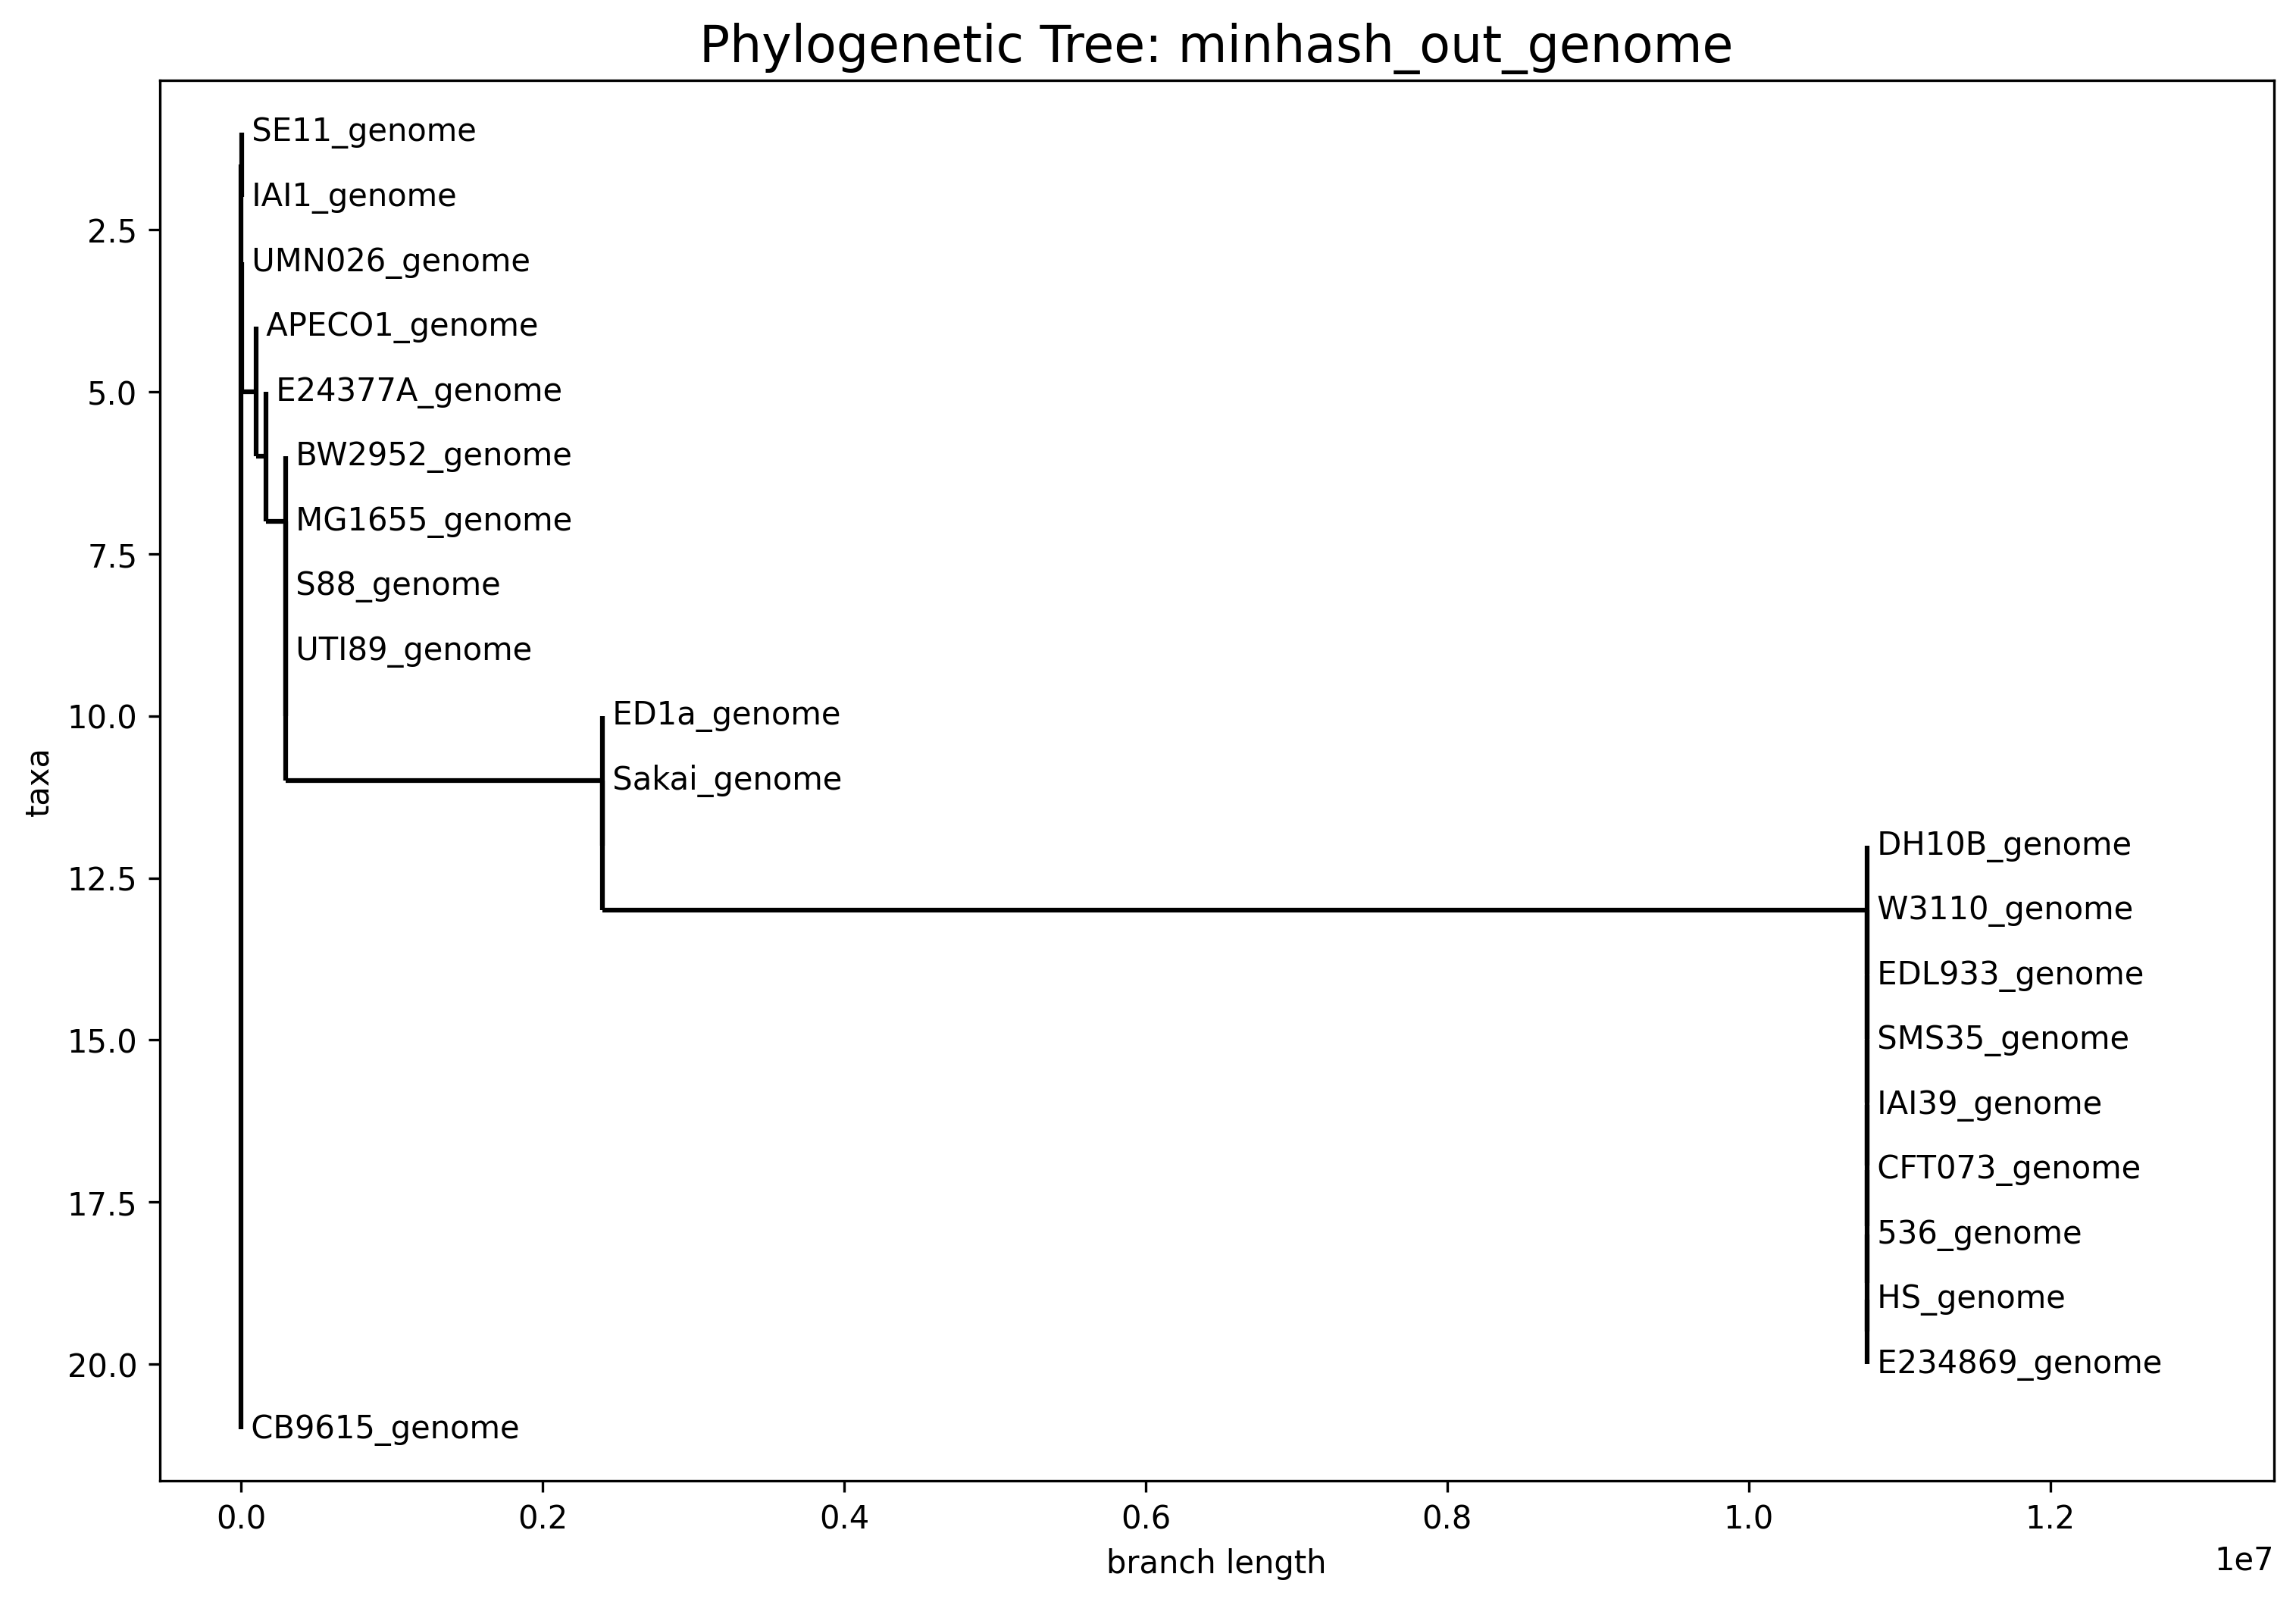 Phylogenetic Tree: minhash_out_genome
SE11_genome
IAI1_genome
2.5
UMN026_genome
APECO1_genome
5.0
E24377A_genome
BW2952_genome
MG1655_genome
7.5
S88_genome
UTI89_genome
10.0
ED1a_genome
taxa
Sakai_genome
DH10B_genome
12.5
W3110_genome
EDL933_genome
15.0
SMS35_genome
IAI39_genome
CFT073_genome
17.5
536_genome
HS_genome
20.0
E234869_genome
CB9615_genome
0.0 0.2 0.4 0.6 0.8 1.0 1.2
branch length
1e7